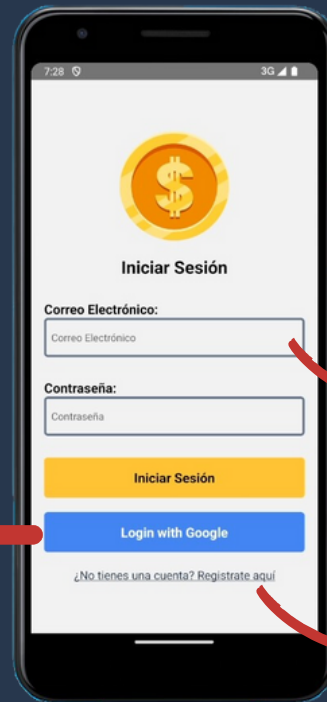 7:28 3G
$
Iniciar Sesión
Correo Electrónico:
Correo Electrónico
Contraseña:
Contraseña
Iniciar Sesión
Login with Google
¿No tienes una cuenta? Registrate aquí